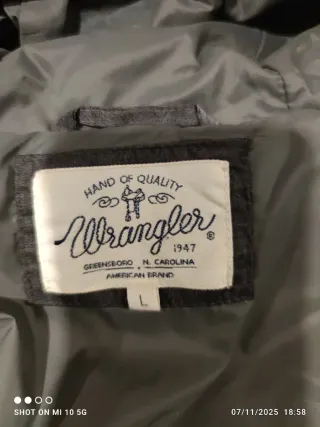 HAND OF QUALITY
Wrangler®
1947
GREENSBORO N. CAROLINA
AMERICAN BRAND
L
SHOT ON MI 10 5G
07/11/2025 18:58